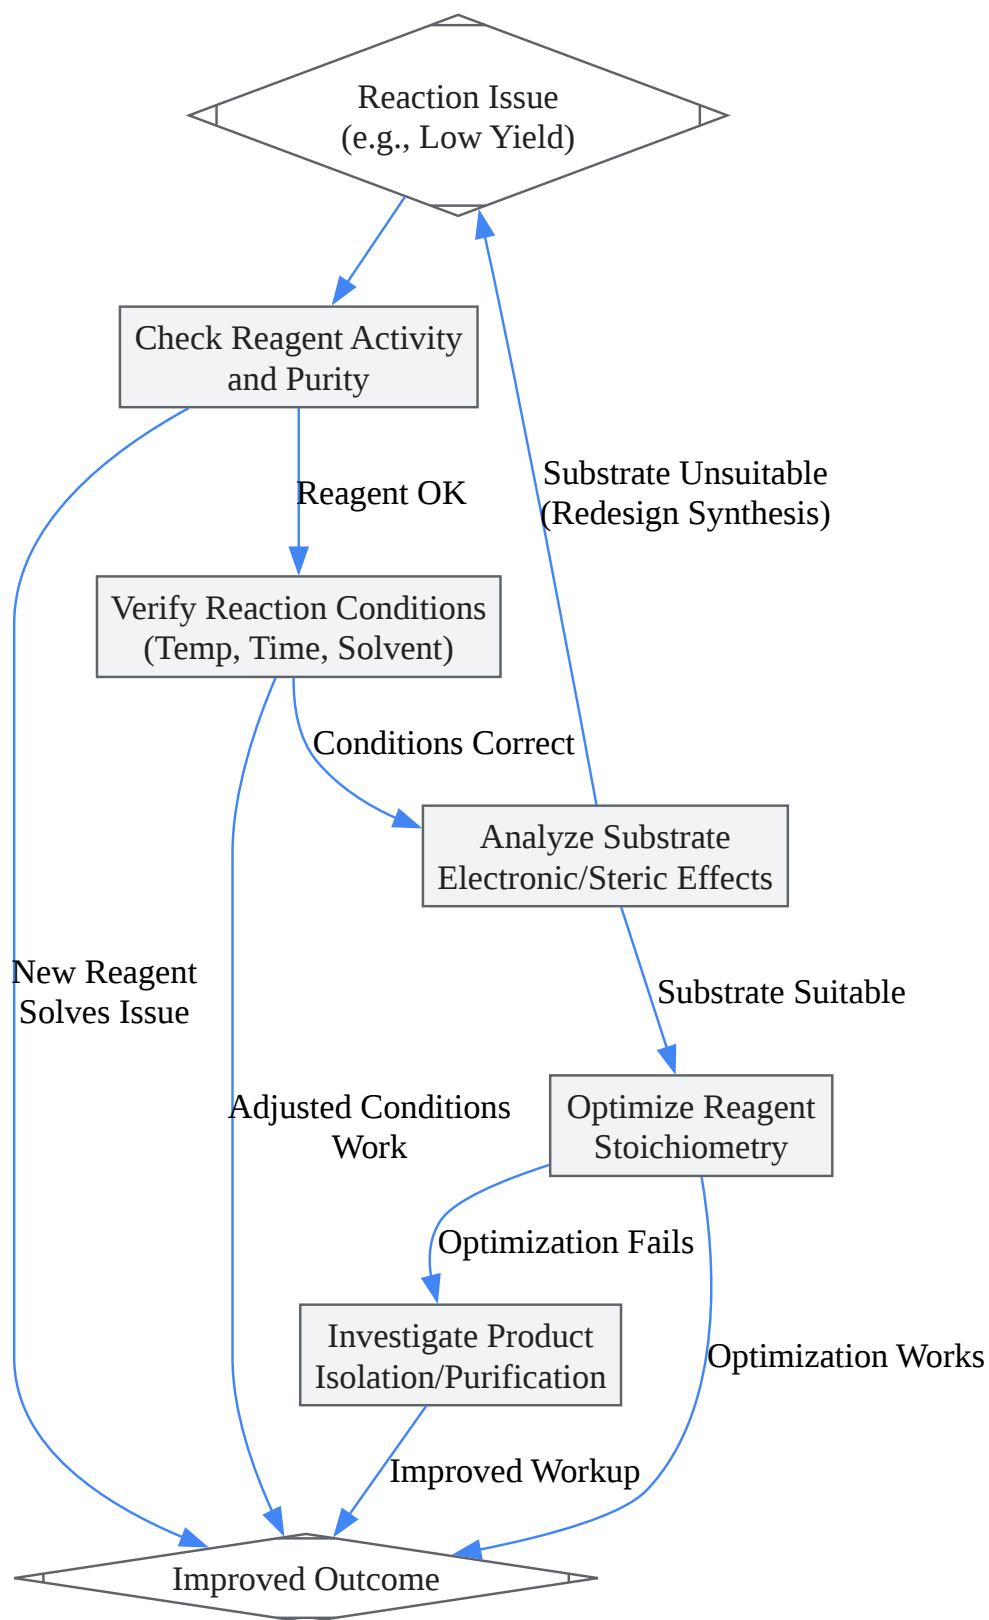 Reaction Issue
(e.g., Low Yield)
Check Reagent Activity
and Purity
Substrate Unsuitable
(Redesign Synthesis)
Reagent OK
Verify Reaction Conditions
(Temp, Time, Solvent)
Conditions Correct
Analyze Substrate
Electronic/Steric Effects
New Reagent
Solves Issue
Substrate Suitable
Adjusted Conditions
Work
Optimize Reagent
Stoichiometry
Optimization Fails
Investigate Product
Isolation/Purification
Optimization Works
Improved Workup
Improved Outcome